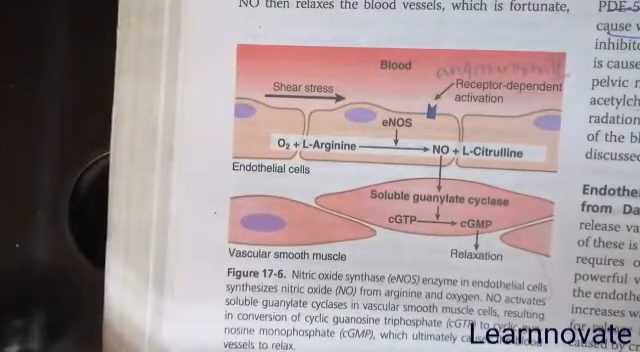 NO then relaxes the blood vessels, which is fortunate,
Blood
Shear stress
Receptor-dependent
activation
eNOS
O₂ + L-Arginine
NO + L-Citrulline
Endothelial cells
Soluble guanylate cyclase
cGTP
cGMP
Vascular smooth muscle
Relaxation
Figure 17-6. Nitric oxide synthase (eNOS) enzyme in endothelial cells
synthesizes nitric oxide (NO) from arginine and oxygen. NO activates
soluble guanylate cyclases in vascular smooth muscle cells, resulting
in conversion of cyclic guanosine triphosphate (cGTP) to
nosine monophosphate (cGMP), which ultimately
vessels to relax.
PDE-5
cause v
inhibito
is cause
pelvic n
acetylch
radation
of the bl
discussed
Endothe
from Da
release va
of these is
requires o
powerful v
the endothe
increases w
caused by
Learnnovate